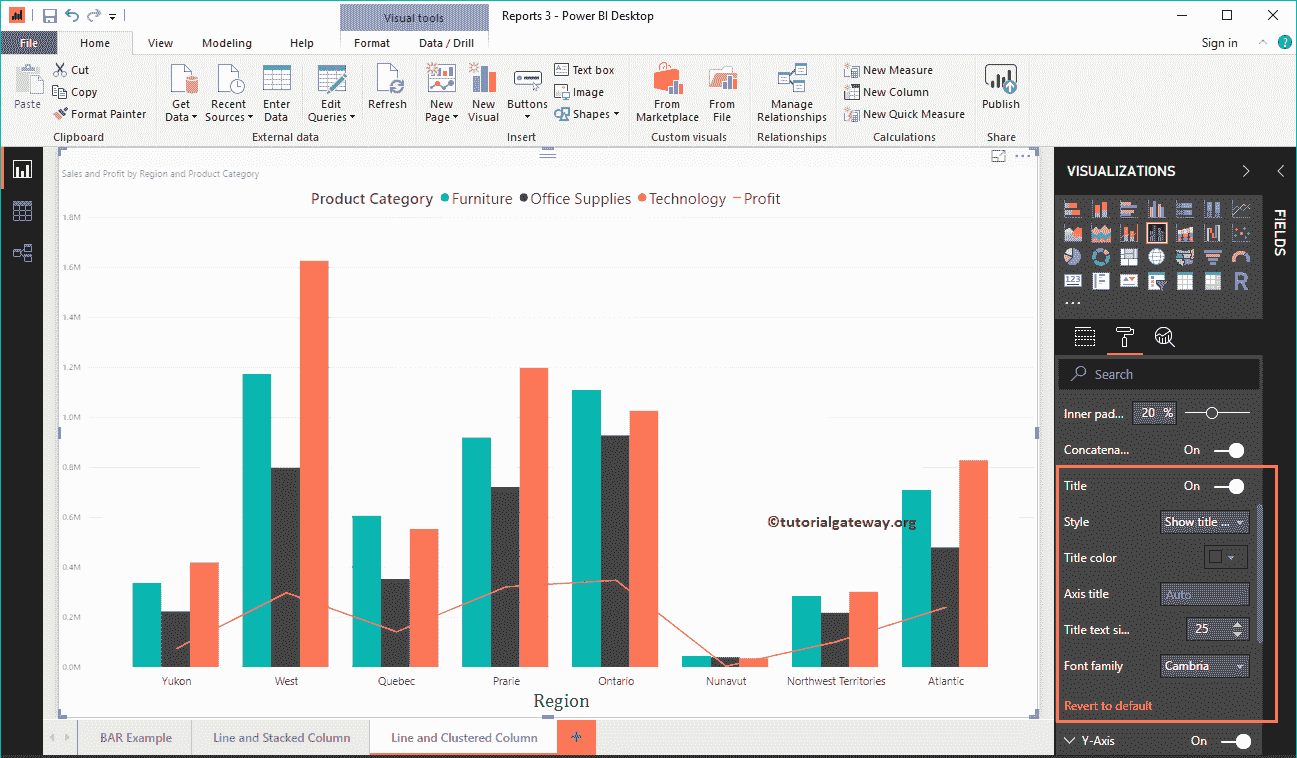 Visual tools
Reports 3 - Power BI Desktop
File Home View Modeling Help Format Data / Drill Sign in ?
Paste
Cut
Copy
Format Painter
Get Data
Recent Sources
Enter Data
Edit Queries
Refresh
New Page
New Visual
Buttons
Text box
Image
Shapes
From Marketplace
From File
Manage Relationships
New Measure
New Column
New Quick Measure
Publish
Clipboard External data Insert Custom visuals Relationships Calculations Share
Sales and Profit by Region and Product Category
Product Category Furniture Office Supplies Technology Profit
1.8M
1.6M
1.4M
1.2M
1.0M
0.8M
0.6M
0.4M
0.2M
0.0M
©tutorialgateway.org
Yukon West Quebec Prarie Ontario Nunavut Northwest Territories Atlantic
Region
BAR Example Line and Stacked Column Line and Clustered Column +
VISUALIZATIONS
FIELDS
123
R
...
Search
Inner pad... 20 %
Concatena... On
Title On
Style Show title ...
Title color
Axis title Auto
Title text si... 25
Font family Cambria
Revert to default
Y-Axis On